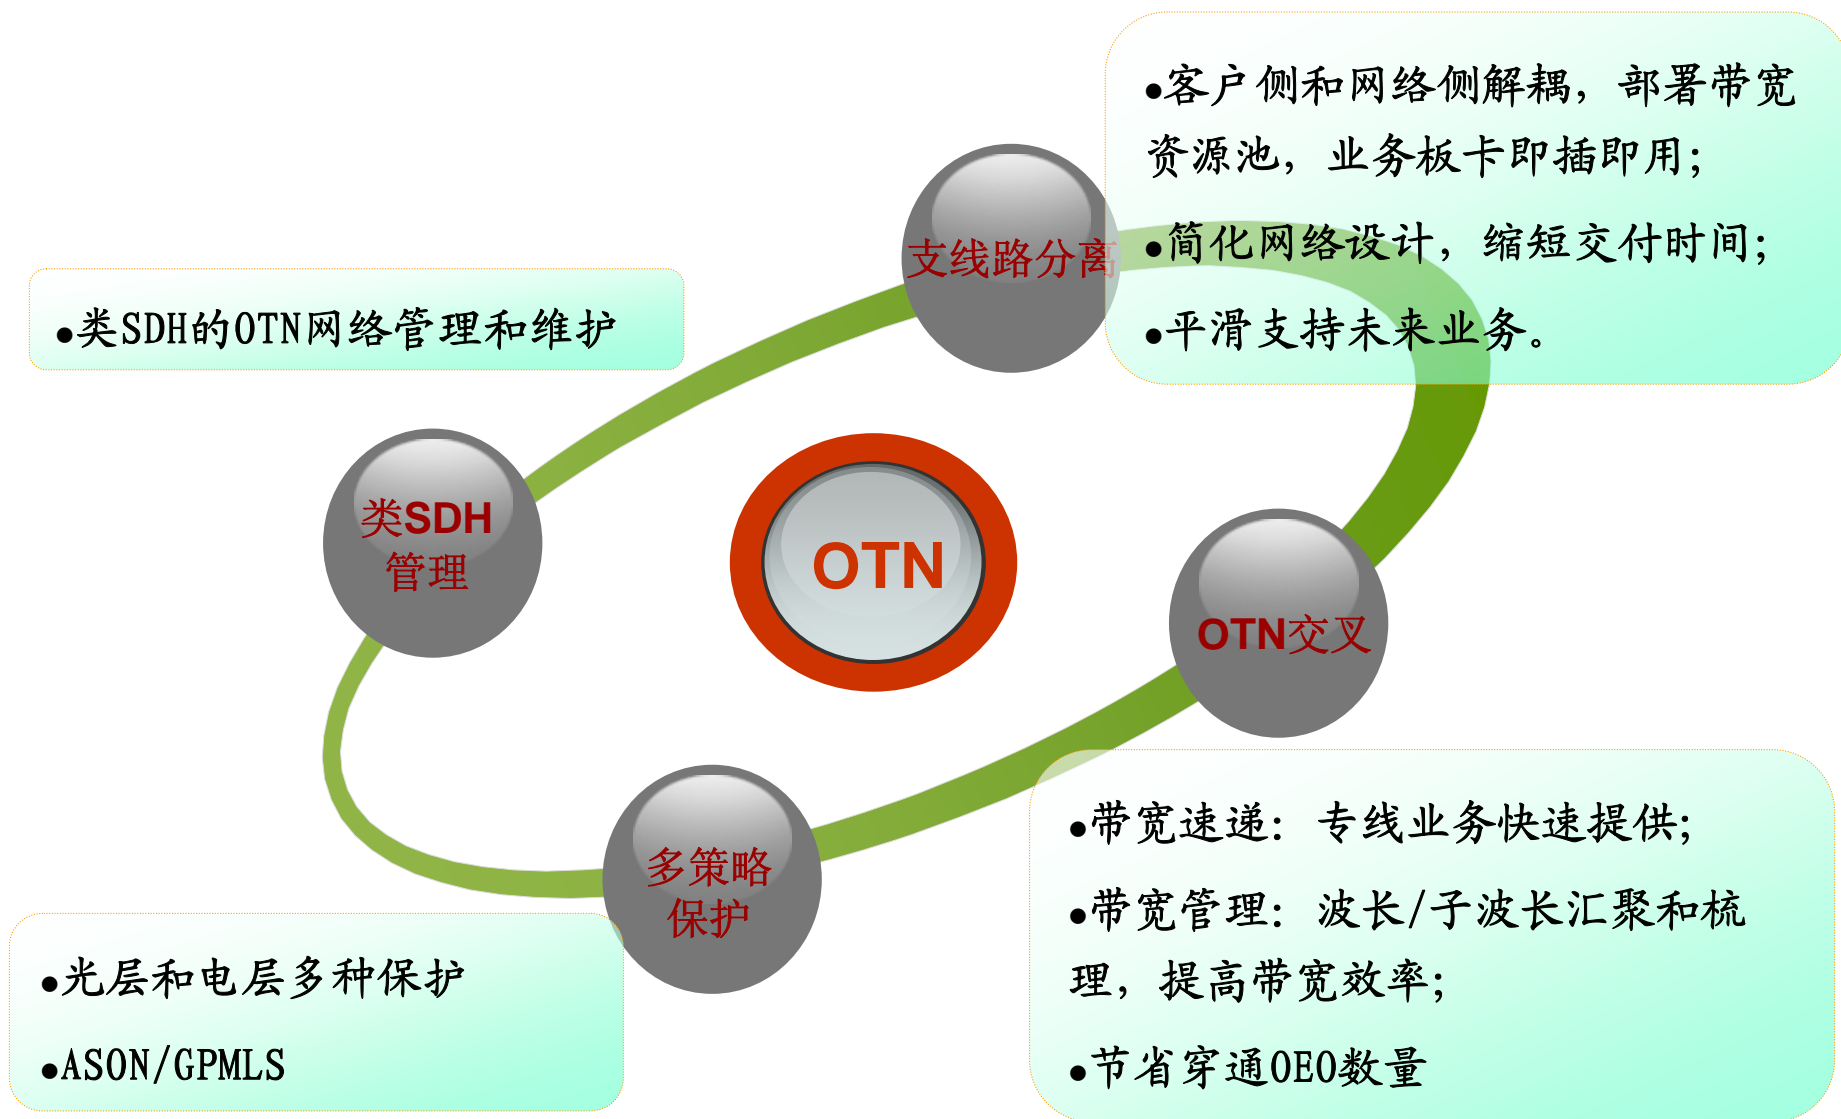 ●客户侧和网络侧解耦，部署带宽
资源池，业务板卡即插即用；
●简化网络设计，缩短交付时间；
●平滑支持未来业务。
支线路分离
●类SDH的OTN网络管理和维护
类SDH
管理
OTN
OTN交叉
多策略
保护
●带宽速递：专线业务快速提供；
●带宽管理：波长/子波长汇聚和梳
理，提高带宽效率；
●节省穿通OEO数量
●光层和电层多种保护
●ASON/GPMLS